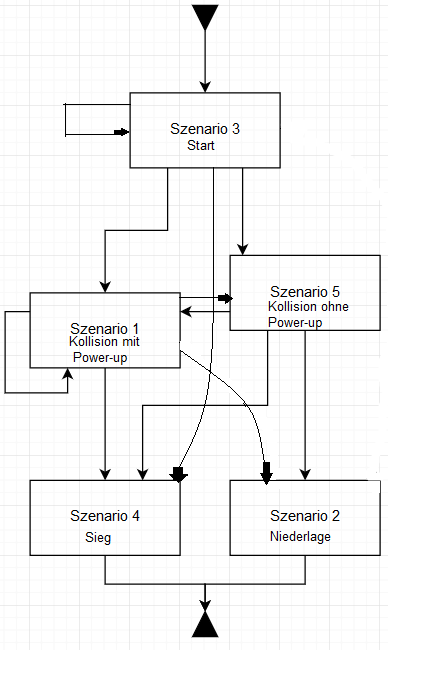 Szenario 3
Start
Szenario 5
Kollision ohne
Power-up
Szenario 1
Kollision mit
Power-up
Szenario 4
Sieg
Szenario 2
Niederlage